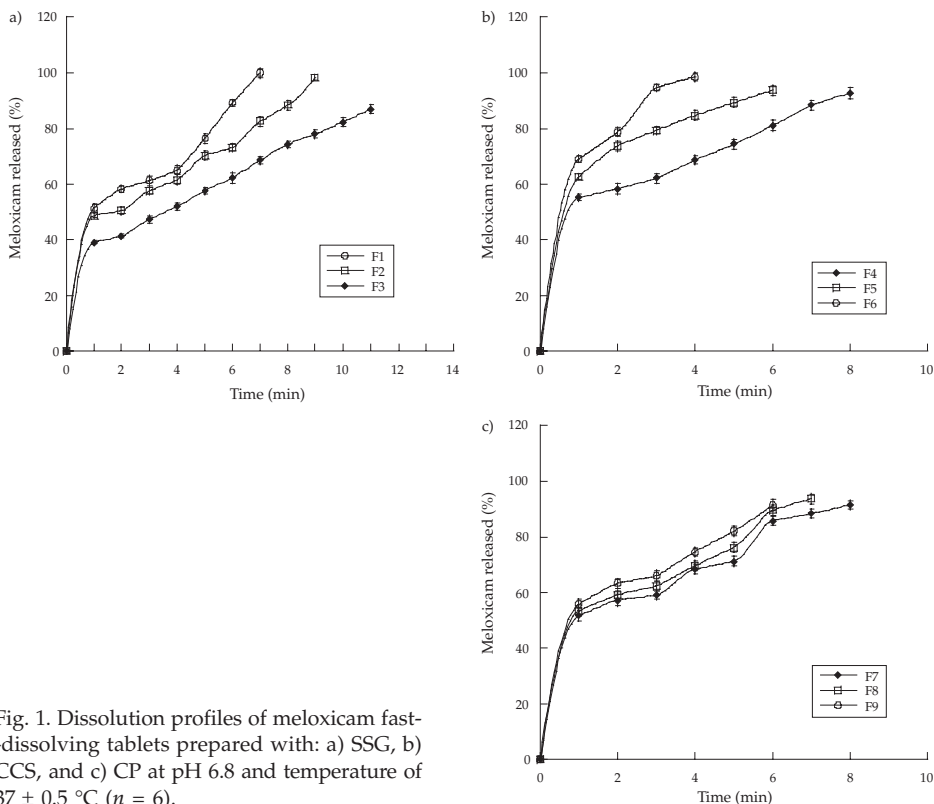 a)
120
100
80
60
40
20
0
Meloxicam released (%)
F1
F2
F3
0 2 4 6 8 10 12 14
Time (min)
b)
120
100
80
60
40
20
0
Meloxicam released (%)
F4
F5
F6
0 2 4 6 8 10
Time (min)
c)
120
100
80
60
40
20
0
Meloxicam released (%)
F7
F8
F9
0 2 4 6 8 10
Time (min)
Fig. 1. Dissolution profiles of meloxicam fast-
-dissolving tablets prepared with: a) SSG, b)
CCS, and c) CP at pH 6.8 and temperature of
37 ± 0.5 °C (n = 6).